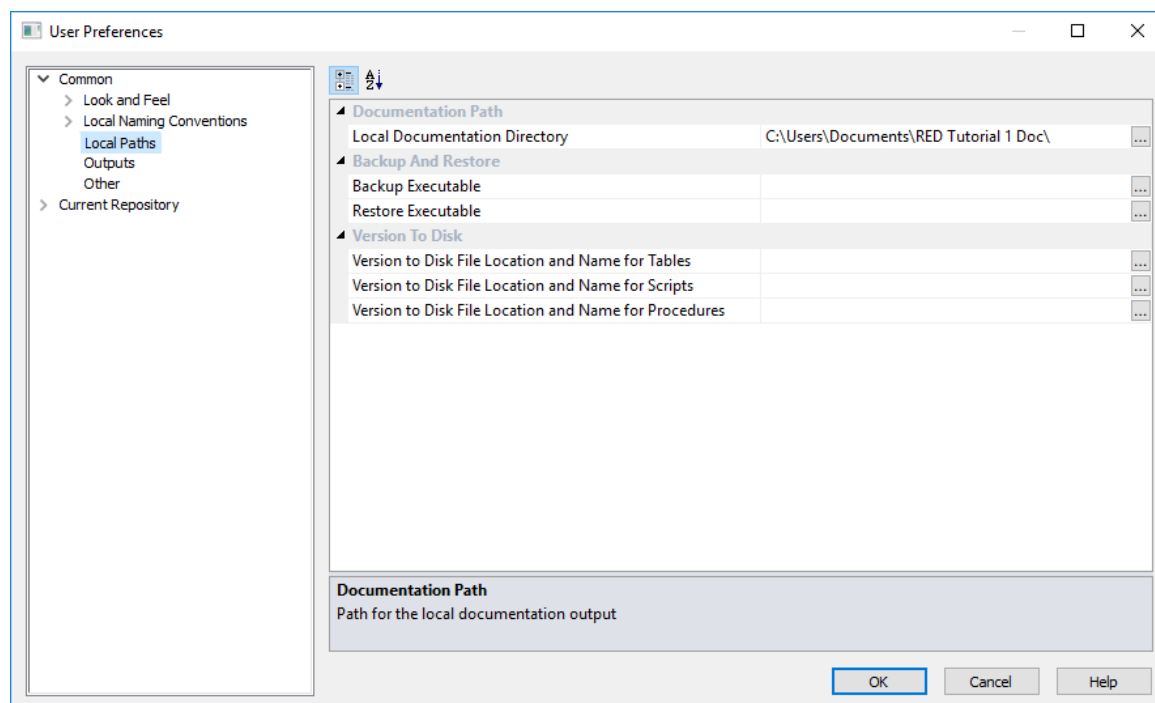 User Preferences
Common
Look and Feel
Local Naming Conventions
Local Paths
Outputs
Other
Current Repository
Documentation Path
Local Documentation Directory C:\Users\Documents\RED Tutorial 1 Doc\ ...
Backup And Restore
Backup Executable ...
Restore Executable ...
Version To Disk
Version to Disk File Location and Name for Tables ...
Version to Disk File Location and Name for Scripts ...
Version to Disk File Location and Name for Procedures ...
Documentation Path
Path for the local documentation output
OK Cancel Help